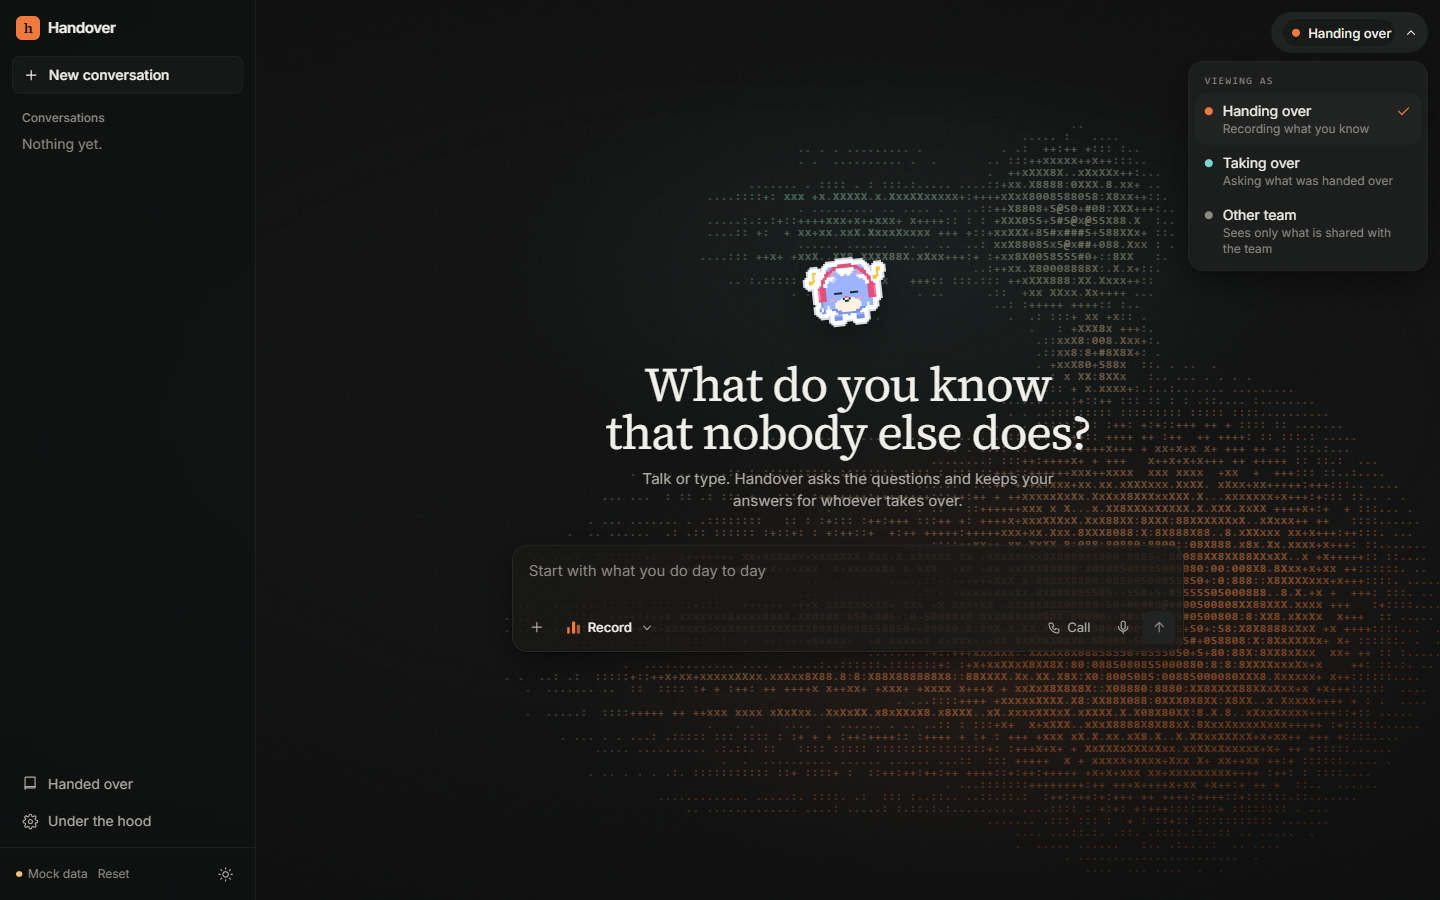 h Handover
New conversation
Conversations
Nothing yet.
Handed over
Under the hood
Mock data Reset
Handing over
VIEWING AS
Handing over
Recording what you know
Taking over
Asking what was handed over
Other team
Sees only what is shared with
the team
What do you know
that nobody else does?
Talk or type. Handover asks the questions and keeps your
answers for whoever takes over.
Start with what you do day to day
Record
Call